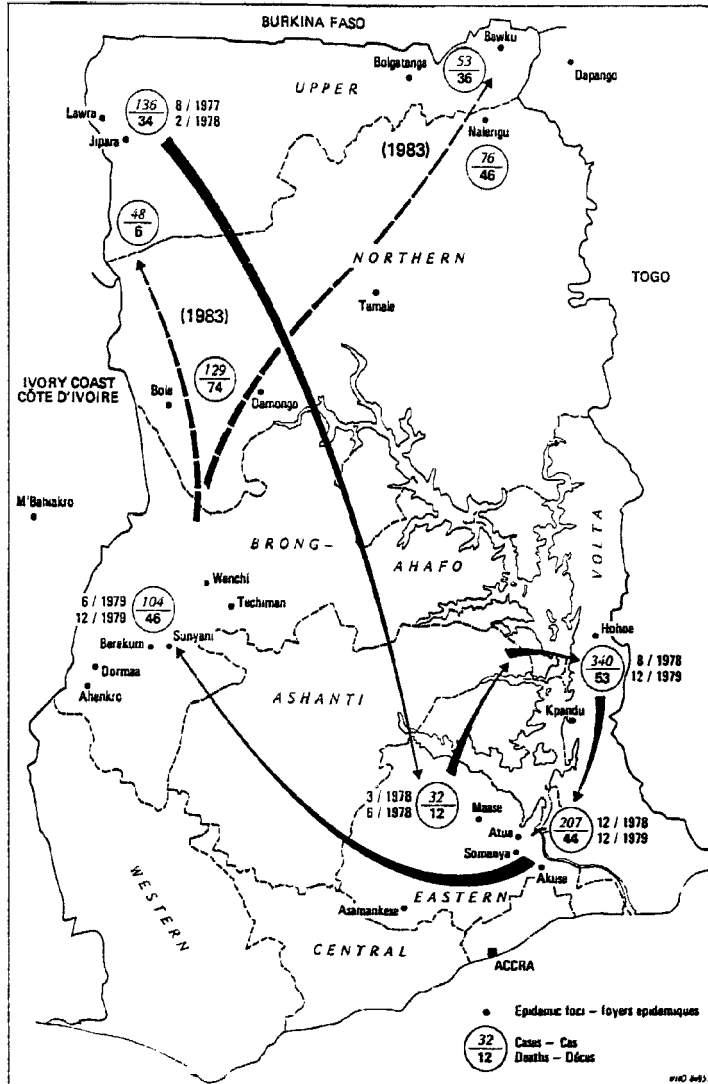 BURKINA FASO
Bawku
Bolgatanga
53
36
Dapango
UPPER
Lawra
136
34
8 / 1977
2 / 1978
Jipara
Nalerigu
(1983)
76
46
48
6
NORTHERN
TOGO
Tamale
(1983)
129
74
IVORY COAST
CÔTE D'IVOIRE
Bole
Damongo
M'Bahiakro
BRONG–
AHAFO
VOLTA
Wenchi
Techiman
6 / 1979
12 / 1979
104
46
Berekum
Sunyani
Hohoe
340
53
8 / 1978
12 / 1979
Dormaa
Ahenkro
ASHANTI
Kpandu
3 / 1978
6 / 1978
32
12
Maase
Atua
207
44
12 / 1978
12 / 1979
Somanya
Akuse
EASTERN
Asamankese
WESTERN
CENTRAL
ACCRA
Epidemic foci – foyers epidemiques
32
12
Cases – Cas
Deaths – Décès